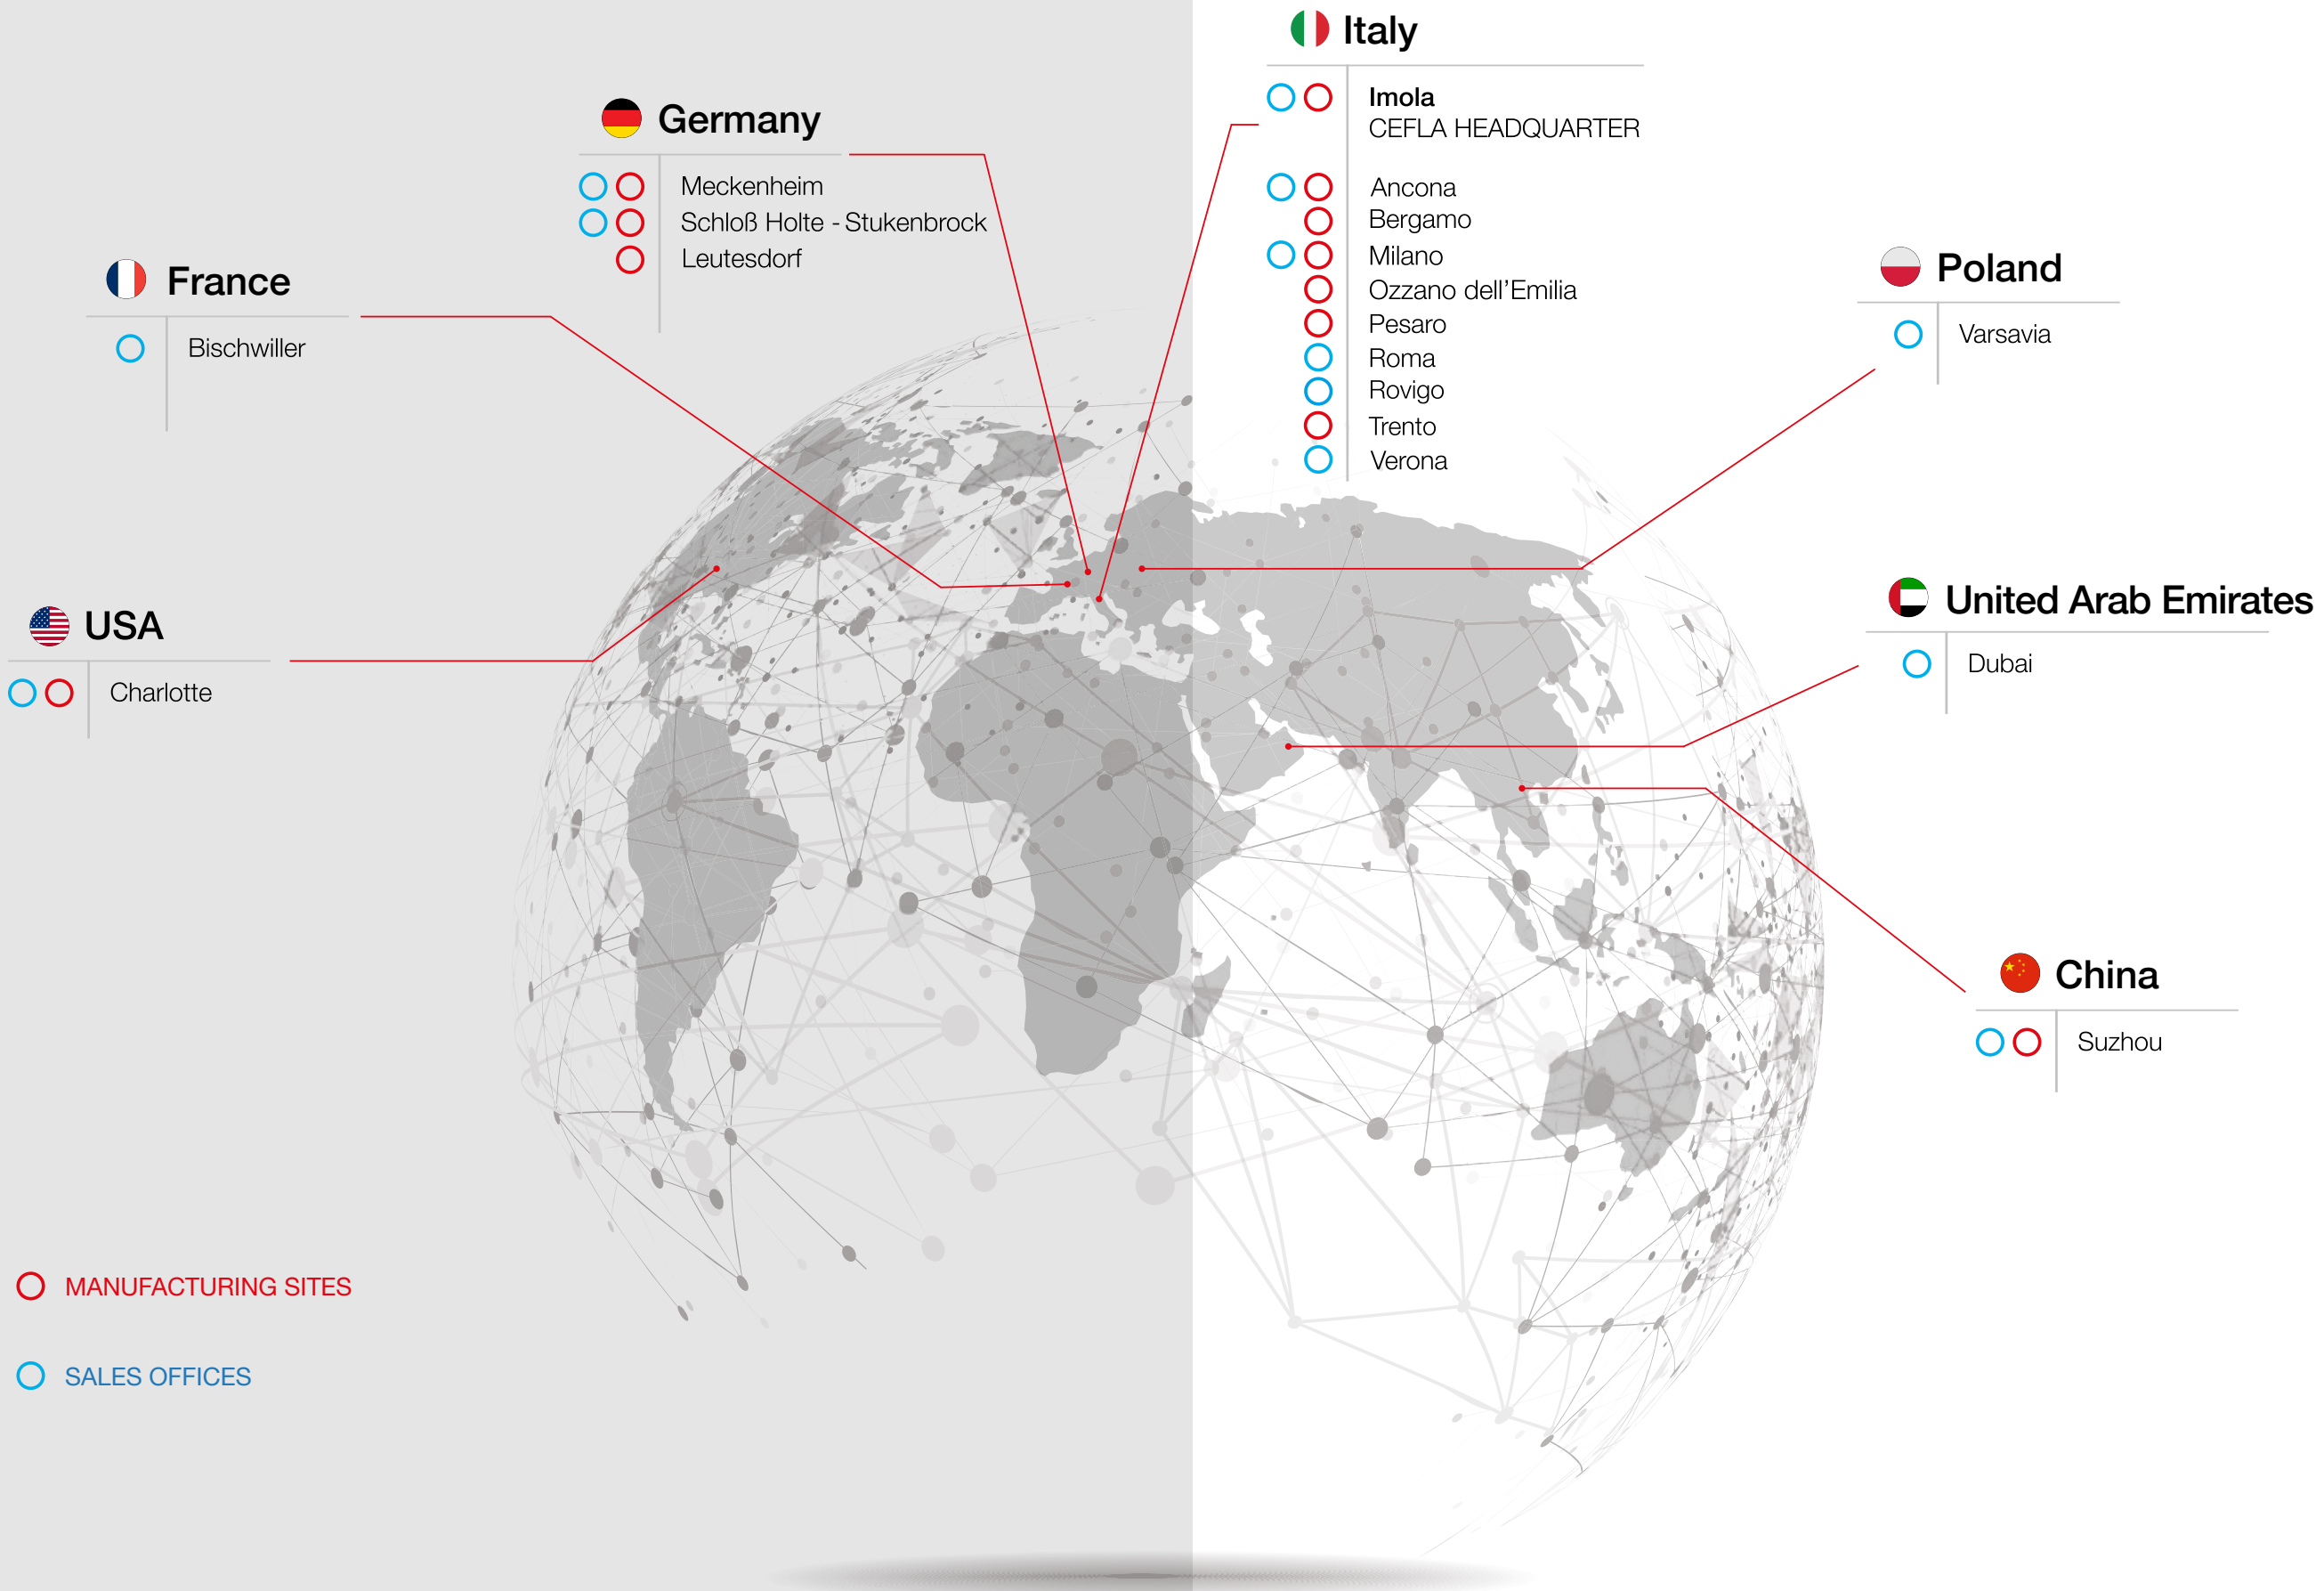 Italy
Imola
CEFLA HEADQUARTER
Ancona
Bergamo
Milano
Ozzano dell’Emilia
Pesaro
Roma
Rovigo
Trento
Verona
Germany
Meckenheim
Schloß Holte - Stukenbrock
Leutesdorf
France
Bischwiller
Poland
Varsavia
USA
Charlotte
United Arab Emirates
Dubai
China
Suzhou
MANUFACTURING SITES
SALES OFFICES